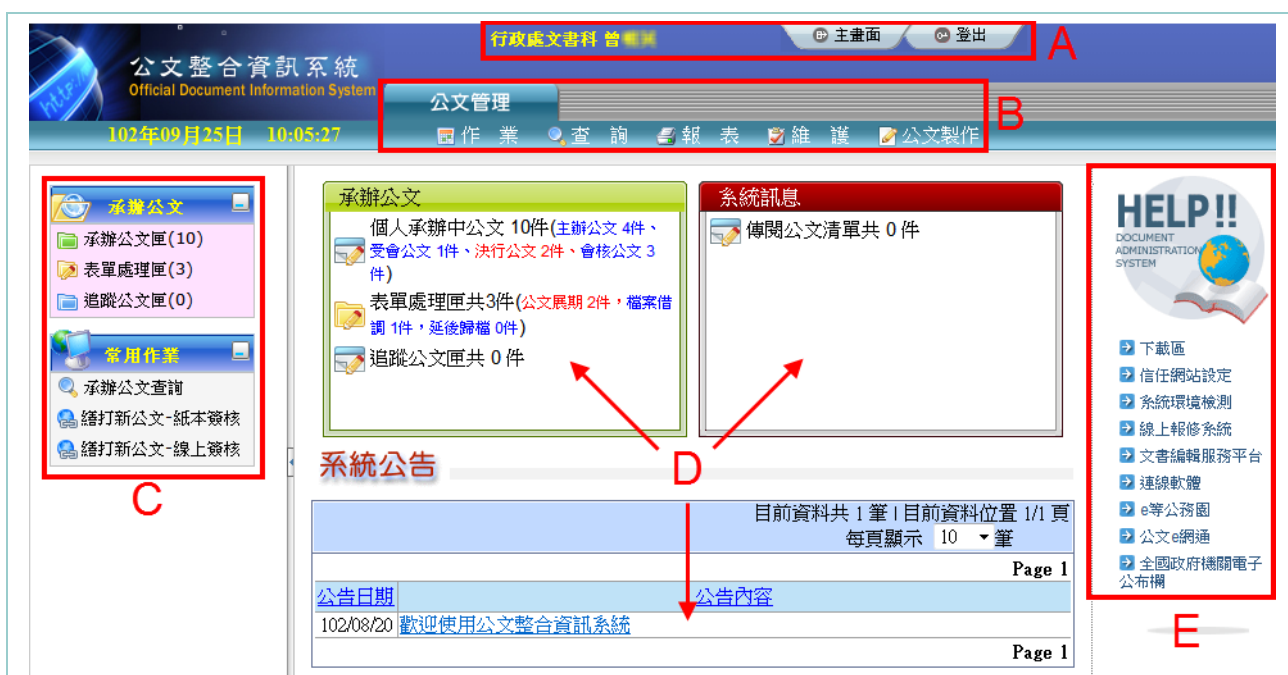 行政處文書科 曾
主畫面
登出
A
公文整合資訊系統
Official Document Information System
公文管理
B
102年09月25日 10:05:27
作 業
查 詢
報 表
維 護
公文製作
承辦公文
承辦公文匣(10)
表單處理匣(3)
追蹤公文匣(0)
常用作業
承辦公文查詢
繕打新公文-紙本簽核
繕打新公文-線上簽核
C
承辦公文
個人承辦中公文 10件(主辦公文 4件、
受會公文 1件、決行公文 2件、會核公文 3
件)
表單處理匣共3件(公文展期 2件，檔案借
調 1件，延後歸檔 0件)
追蹤公文匣共 0 件
系統訊息
傳閱公文清單共 0 件
D
系統公告
目前資料共 1 筆 | 目前資料位置 1/1 頁
每頁顯示 10 筆
Page 1
公告日期 公告內容
102/08/20 歡迎使用公文整合資訊系統
Page 1
HELP!!
DOCUMENT
ADMINISTRATION
SYSTEM
下載區
信任網站設定
系統環境檢測
線上報修系統
文書編輯服務平台
連線軟體
e等公務園
公文e網通
全國政府機關電子
公布欄
E
http://